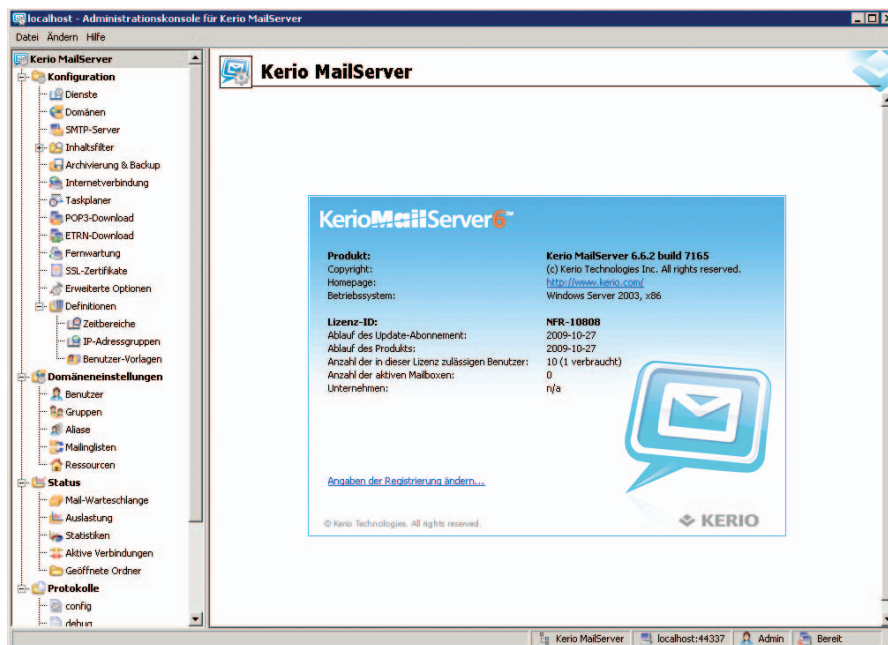 localhost - Administrationskonsole für Kerio MailServer
Datei Ändern Hilfe
Kerio MailServer
Konfiguration
Dienste
Domänen
SMTP-Server
Inhaltsfilter
Archivierung & Backup
Internetverbindung
Taskplaner
POP3-Download
ETRN-Download
Fernwartung
SSL-Zertifikate
Erweiterte Optionen
Definitionen
Zeitbereiche
IP-Adressgruppen
Benutzer-Vorlagen
Domäneneinstellungen
Benutzer
Gruppen
Aliase
Mailinglisten
Ressourcen
Status
Mail-Warteschlange
Auslastung
Statistiken
Aktive Verbindungen
Geöffnete Ordner
Protokolle
config
debug
Kerio MailServer
KerioMailServer6™
Produkt: Kerio MailServer 6.6.2 build 7165
Copyright: (c) Kerio Technologies Inc. All rights reserved.
Homepage: http://www.kerio.com/
Betriebssystem: Windows Server 2003, x86
Lizenz-ID: NFR-10808
Ablauf des Update-Abonnement: 2009-10-27
Ablauf des Produkts: 2009-10-27
Anzahl der in dieser Lizenz zulässigen Benutzer: 10 (1 verbraucht)
Anzahl der aktiven Mailboxen: 0
Unternehmen: n/a
Angaben der Registrierung ändern...
© Kerio Technologies. All rights reserved.
KERIO
Kerio MailServer localhost:44337 Admin Bereit